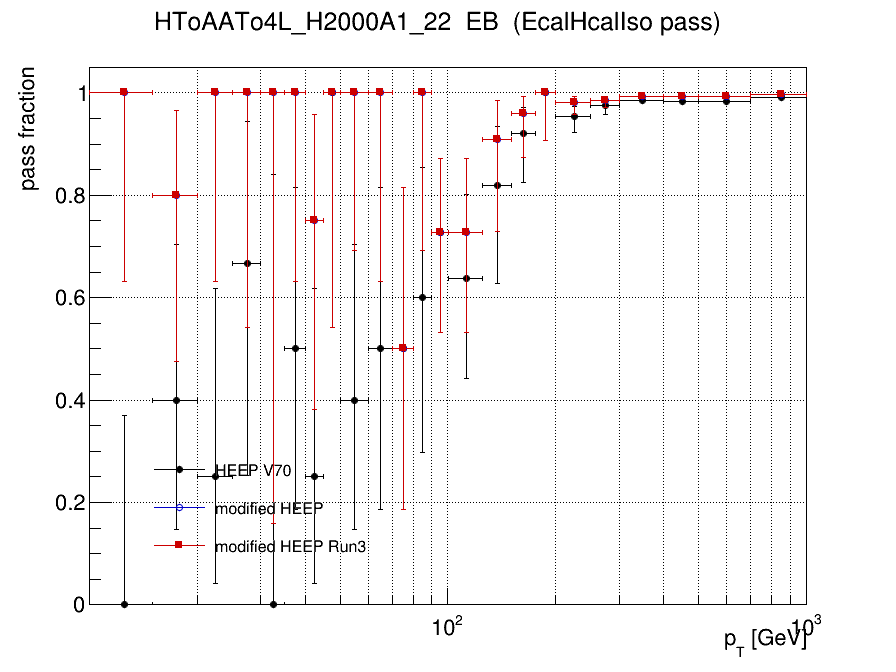 HToAATo4L_H2000A1_22 EB (EcalHcalIso pass)
pass fraction
1
0.8
0.6
0.4
0.2
0
HEEP V70
modified HEEP
modified HEEP Run3
10²
10³
p_T [GeV]